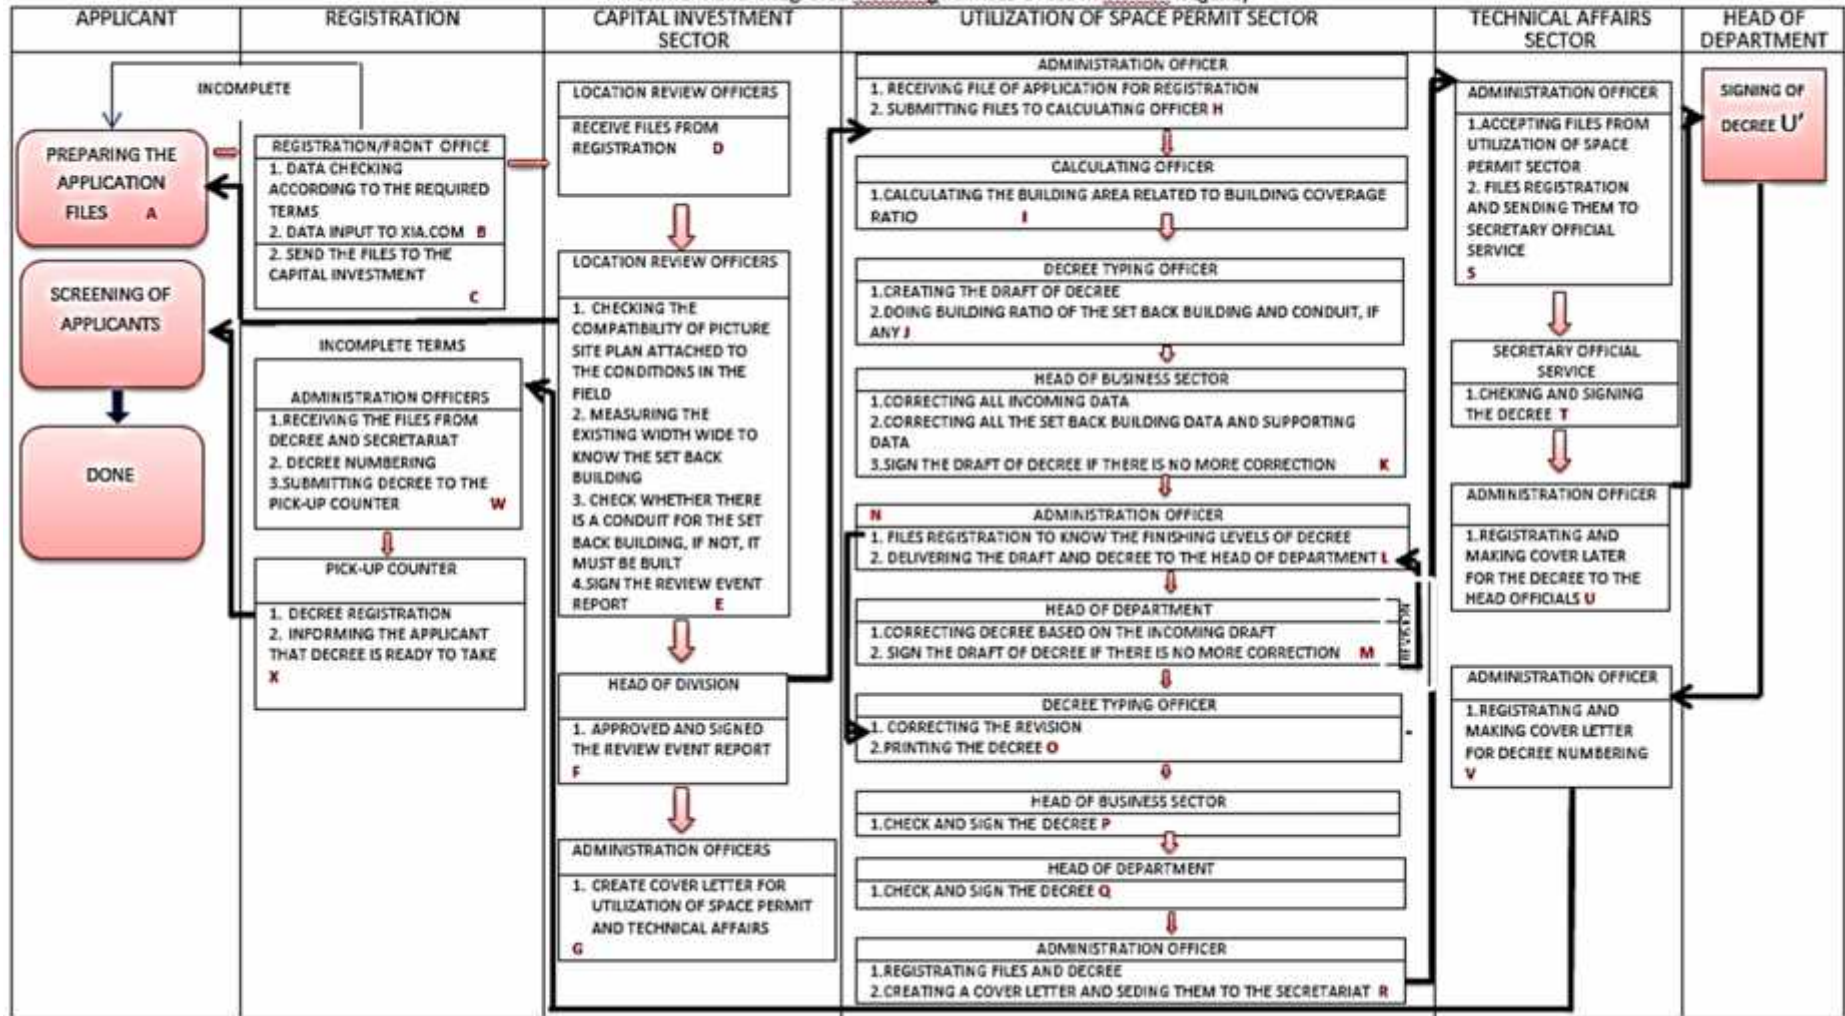 APPLICANT
REGISTRATION
CAPITAL INVESTMENT
SECTOR
UTILIZATION OF SPACE PERMIT SECTOR
TECHNICAL AFFAIRS
SECTOR
HEAD OF
DEPARTMENT
PREPARING THE
APPLICATION
FILES A
SCREENING OF
APPLICANTS
DONE
INCOMPLETE
REGISTRATION/FRONT OFFICE
1. DATA CHECKING
ACCORDING TO THE REQUIRED
TERMS
2. DATA INPUT TO XIA.COM B
2. SEND THE FILES TO THE
CAPITAL INVESTMENT
C
INCOMPLETE TERMS
ADMINISTRATION OFFICERS
1.RECEIVING THE FILES FROM
DECREE AND SECRETARIAT
2. DECREE NUMBERING
3.SUBMITTING DECREE TO THE
PICK-UP COUNTER W
PICK-UP COUNTER
1. DECREE REGISTRATION
2. INFORMING THE APPLICANT
THAT DECREE IS READY TO TAKE
X
LOCATION REVIEW OFFICERS
RECEIVE FILES FROM
REGISTRATION D
LOCATION REVIEW OFFICERS
1. CHECKING THE
COMPATIBILITY OF PICTURE
SITE PLAN ATTACHED TO
THE CONDITIONS IN THE
FIELD
2. MEASURING THE
EXISTING WIDTH WIDE TO
KNOW THE SET BACK
BUILDING
3. CHECK WHETHER THERE
IS A CONDUIT FOR THE SET
BACK BUILDING, IF NOT, IT
MUST BE BUILT
4.SIGN THE REVIEW EVENT
REPORT E
HEAD OF DIVISION
1. APPROVED AND SIGNED
THE REVIEW EVENT REPORT
F
ADMINISTRATION OFFICERS
1. CREATE COVER LETTER FOR
UTILIZATION OF SPACE PERMIT
AND TECHNICAL AFFAIRS
G
ADMINISTRATION OFFICER
1. RECEIVING FILE OF APPLICATION FOR REGISTRATION
2. SUBMITTING FILES TO CALCULATING OFFICER H
CALCULATING OFFICER
1.CALCULATING THE BUILDING AREA RELATED TO BUILDING COVERAGE
RATIO I
DECREE TYPING OFFICER
1.CREATING THE DRAFT OF DECREE
2.DOING BUILDING RATIO OF THE SET BACK BUILDING AND CONDUIT, IF
ANY J
HEAD OF BUSINESS SECTOR
1.CORRECTING ALL INCOMING DATA
2.CORRECTING ALL THE SET BACK BUILDING DATA AND SUPPORTING
DATA
3.SIGN THE DRAFT OF DECREE IF THERE IS NO MORE CORRECTION K
N ADMINISTRATION OFFICER
1. FILES REGISTRATION TO KNOW THE FINISHING LEVELS OF DECREE
2. DELIVERING THE DRAFT AND DECREE TO THE HEAD OF DEPARTMENT L
HEAD OF DEPARTMENT
1.CORRECTING DECREE BASED ON THE INCOMING DRAFT
2. SIGN THE DRAFT OF DECREE IF THERE IS NO MORE CORRECTION M
REVISION
DECREE TYPING OFFICER
1. CORRECTING THE REVISION
2.PRINTING THE DECREE O
HEAD OF BUSINESS SECTOR
1.CHECK AND SIGN THE DECREE P
HEAD OF DEPARTMENT
1.CHECK AND SIGN THE DECREE Q
ADMINISTRATION OFFICER
1.REGISTRATING FILES AND DECREE
2.CREATING A COVER LETTER AND SEDING THEM TO THE SECRETARIAT R
ADMINISTRATION OFFICER
1.ACCEPTING FILES FROM
UTILIZATION OF SPACE
PERMIT SECTOR
2. FILES REGISTRATION
AND SENDING THEM TO
SECRETARY OFFICIAL
SERVICE
S
SECRETARY OFFICIAL
SERVICE
1.CHEKING AND SIGNING
THE DECREE T
ADMINISTRATION OFFICER
1.REGISTRATING AND
MAKING COVER LATER
FOR THE DECREE TO THE
HEAD OFFICIALS U
ADMINISTRATION OFFICER
1.REGISTRATING AND
MAKING COVER LETTER
FOR DECREE NUMBERING
V
SIGNING OF
DECREE U'